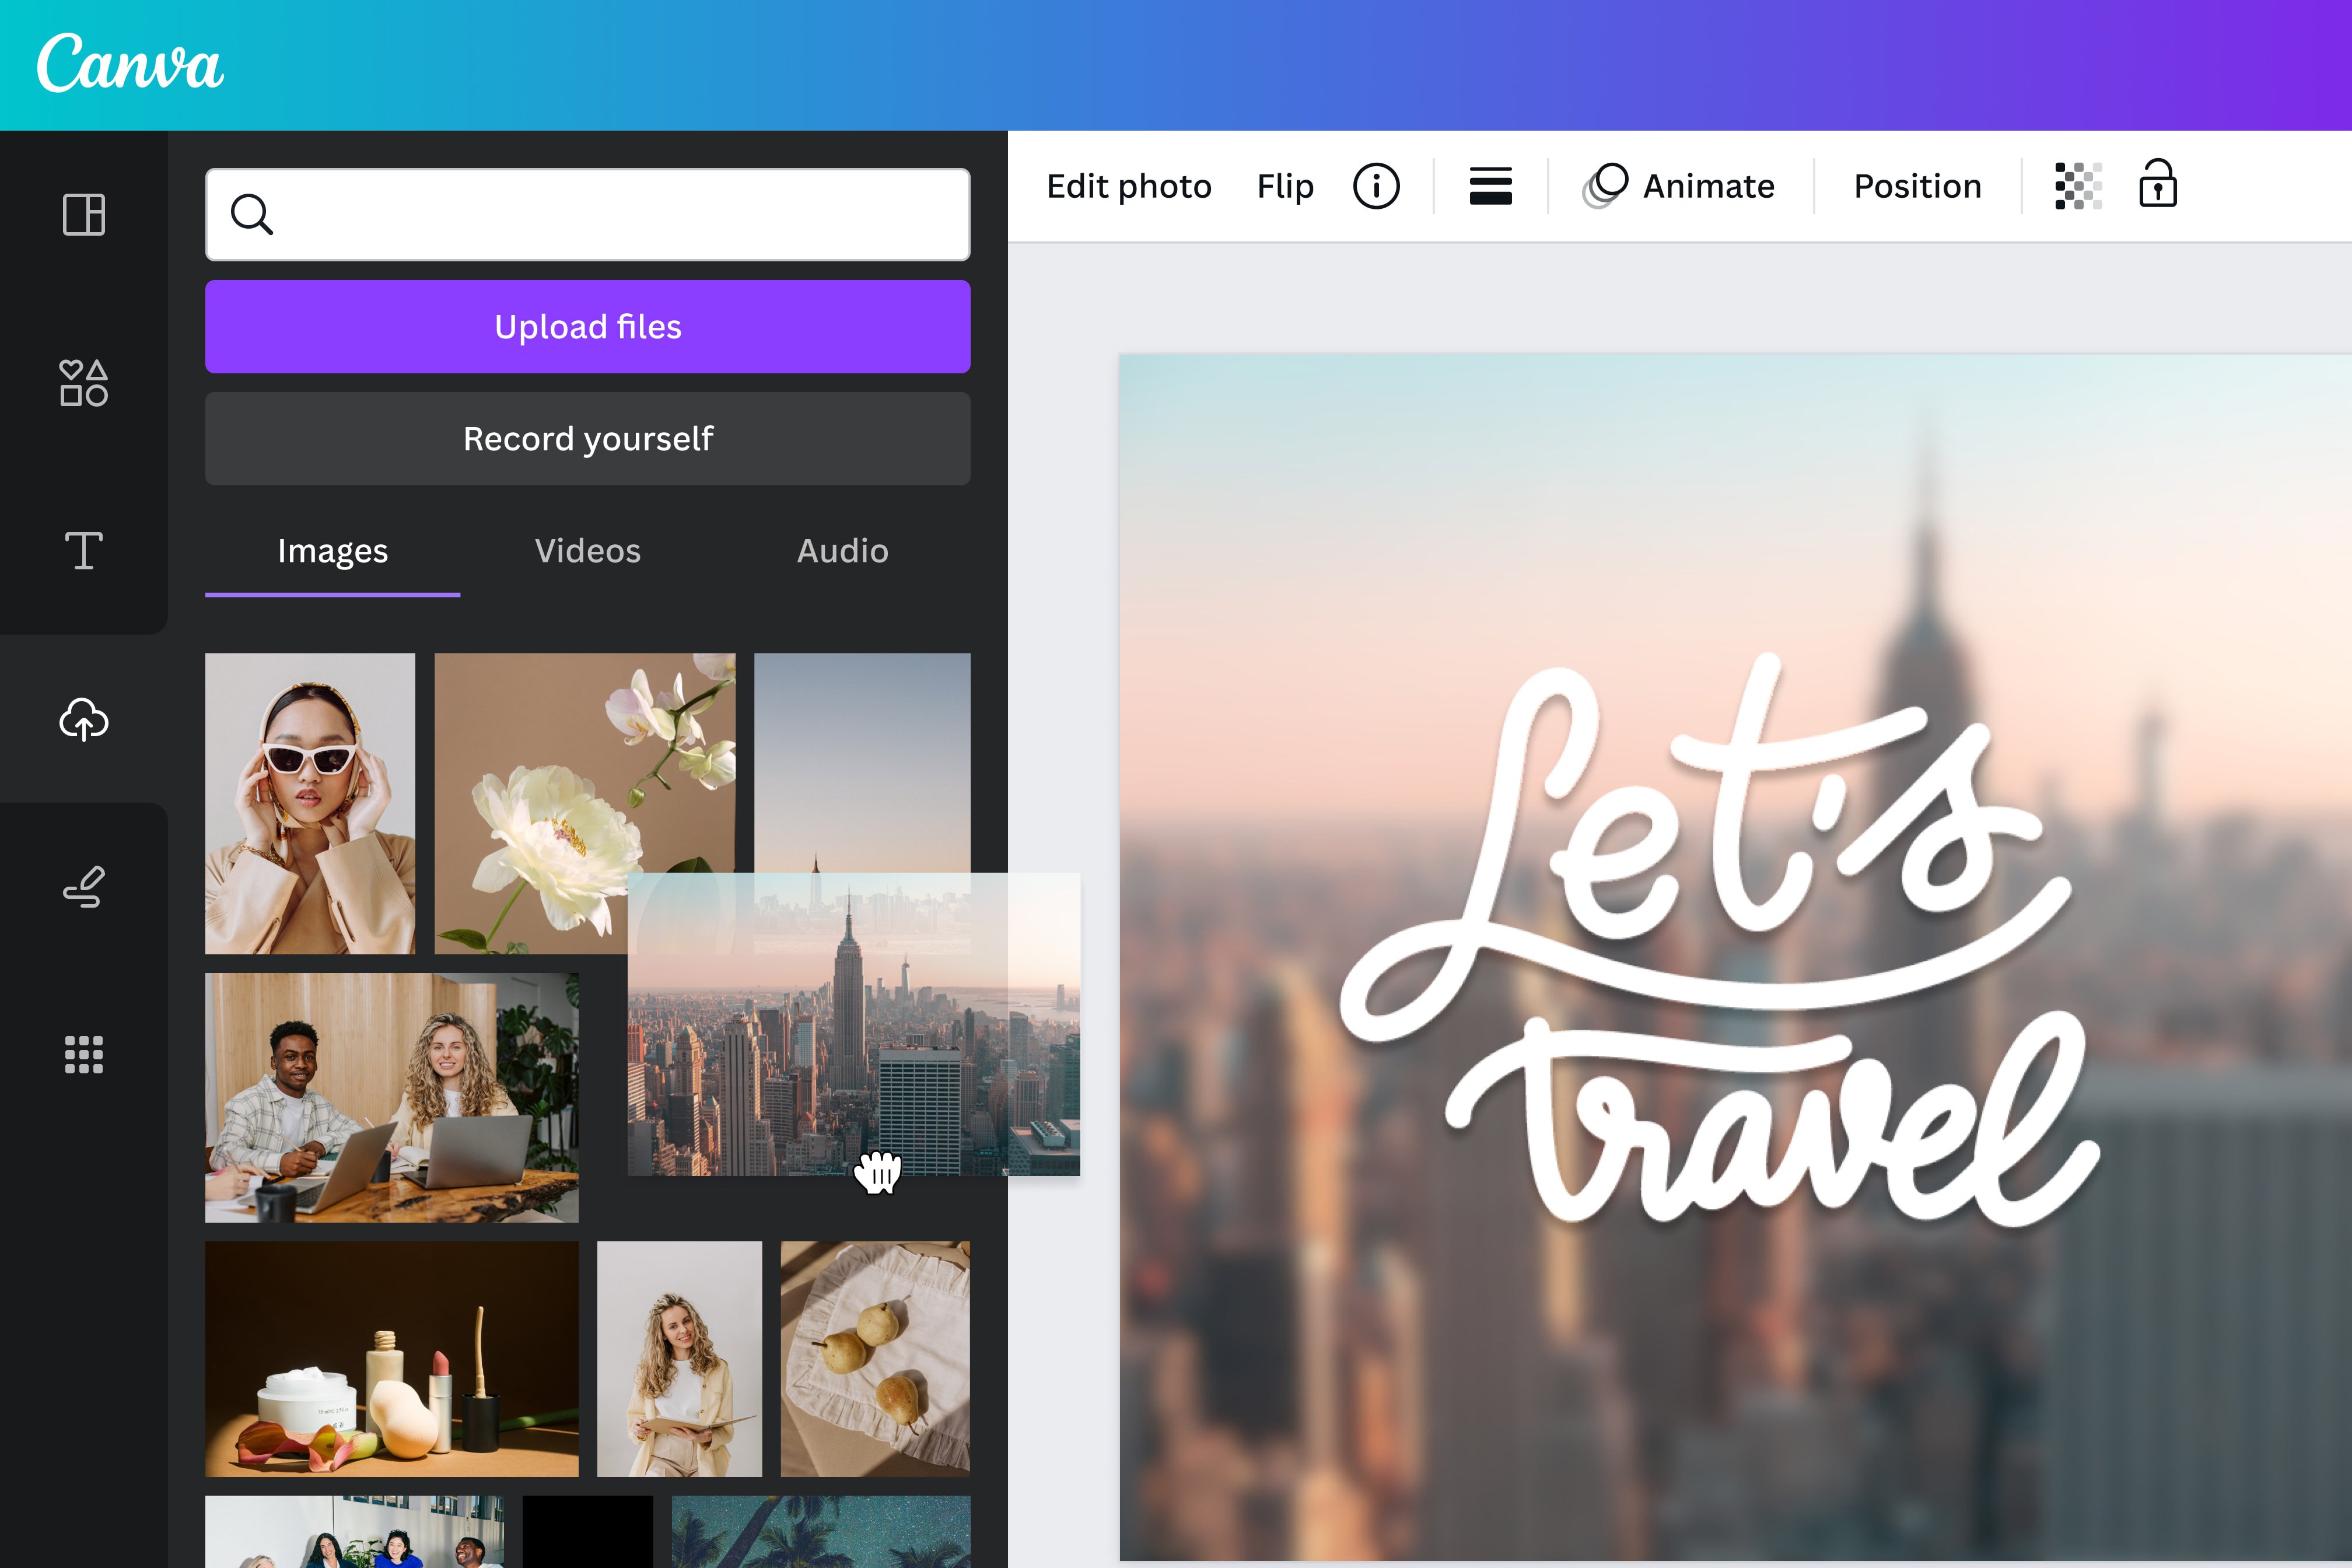 Canva
Upload files
Record yourself
Images Videos Audio
Edit photo Flip Animate Position
Let's
travel